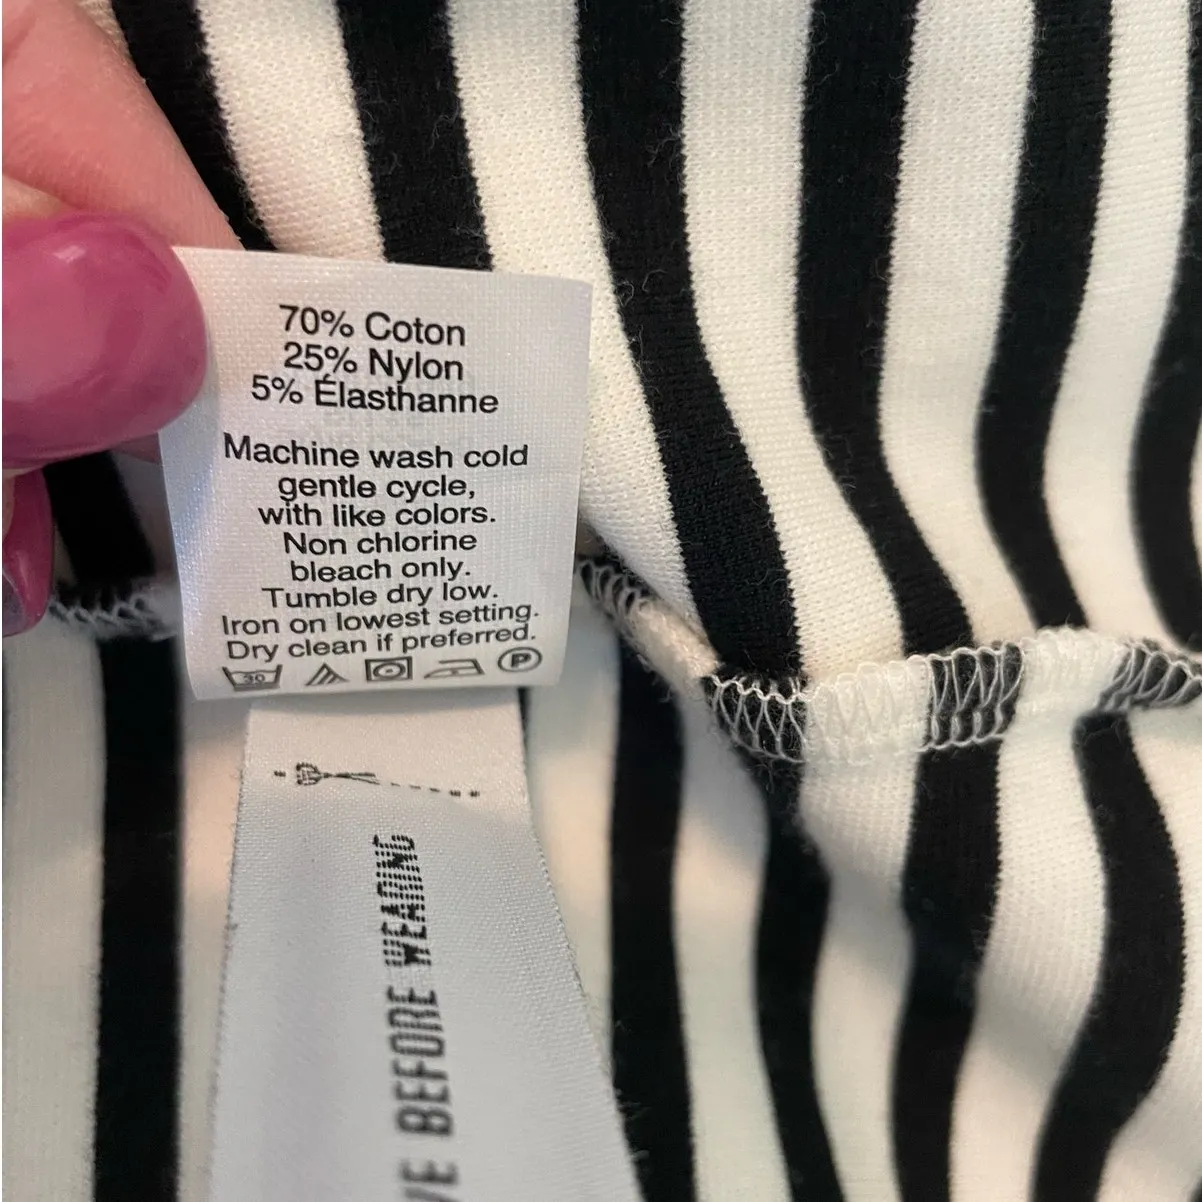 70% Coton
25% Nylon
5% Élasthanne
Machine wash cold
gentle cycle,
with like colors.
Non chlorine
bleach only.
Tumble dry low.
Iron on lowest setting.
Dry clean if preferred.
30 P
BEFORE WEARING